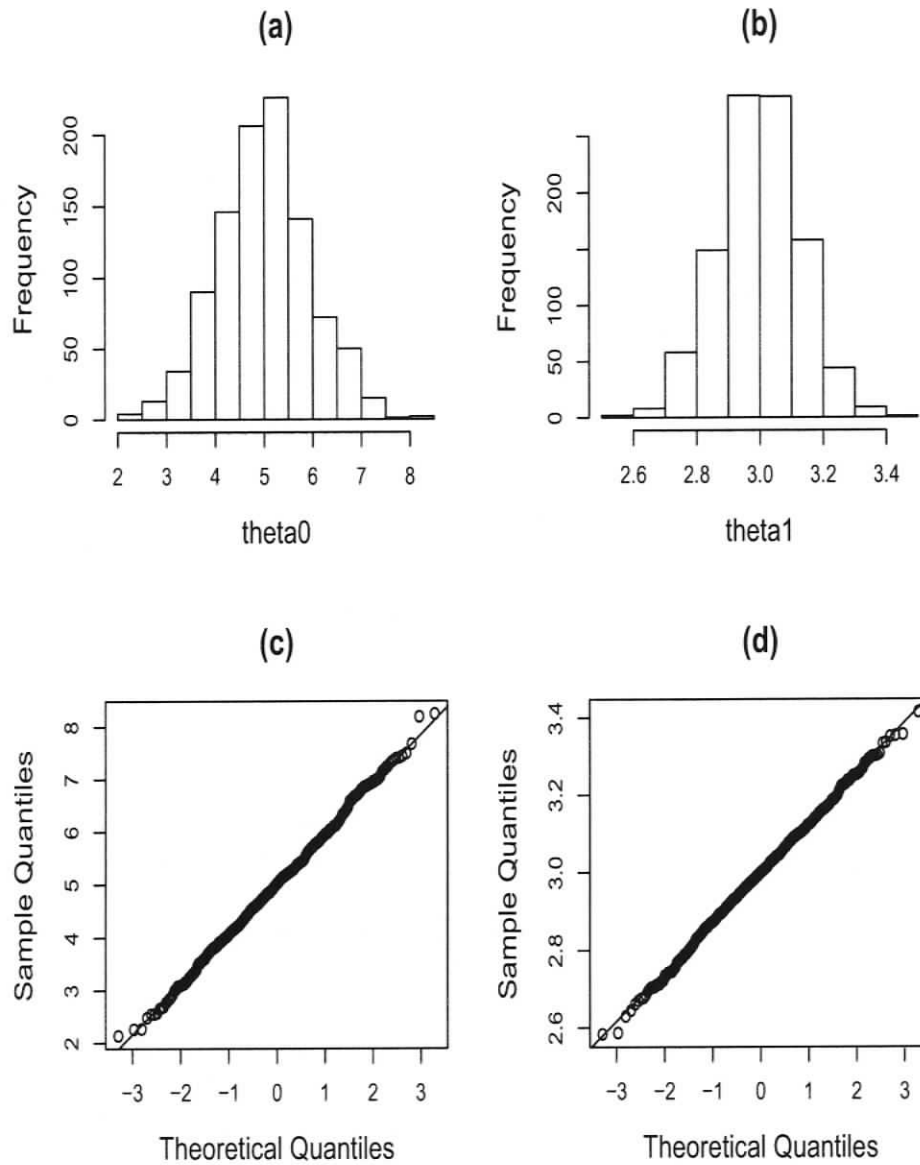 (a)
Frequency
0 50 100 150 200
2 3 4 5 6 7 8
theta0
(b)
Frequency
0 50 100 200
2.6 2.8 3.0 3.2 3.4
theta1
(c)
Sample Quantiles
2 3 4 5 6 7 8
−3 −2 −1 0 1 2 3
Theoretical Quantiles
(d)
Sample Quantiles
2.6 2.8 3.0 3.2 3.4
−3 −2 −1 0 1 2 3
Theoretical Quantiles